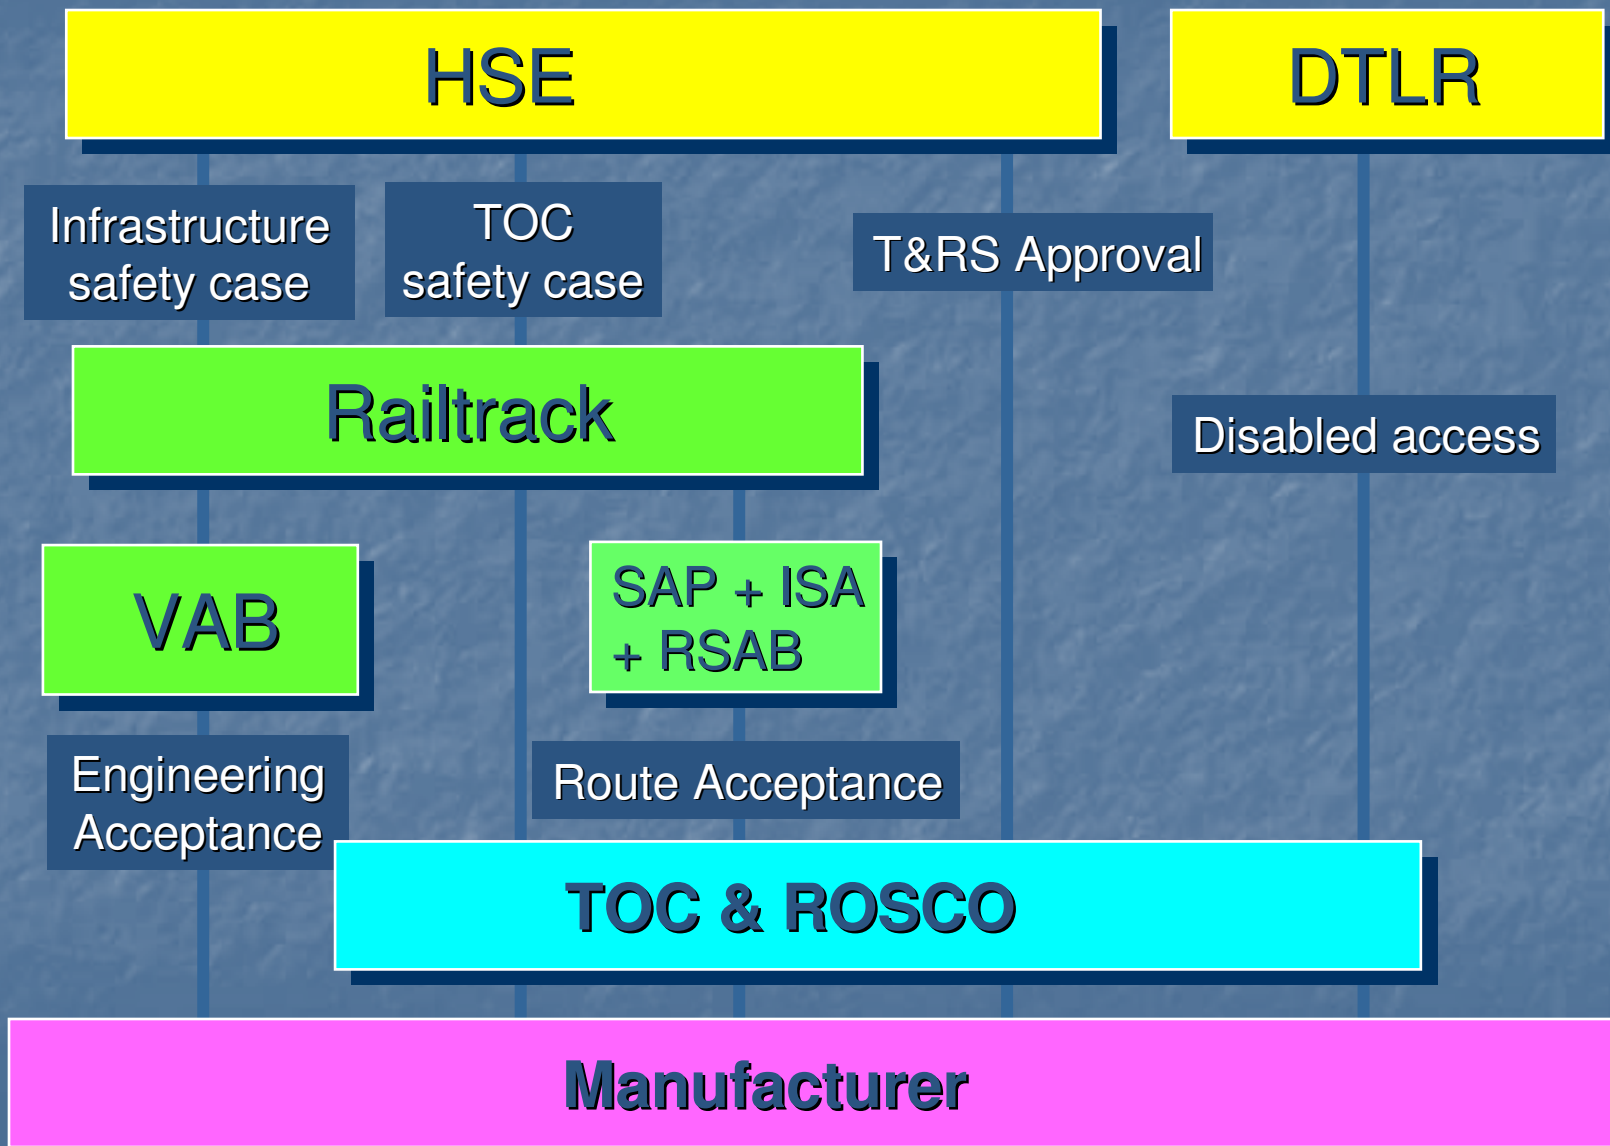 HSE
DTLR
Infrastructure
safety case
TOC
safety case
T&RS Approval
Railtrack
Disabled access
VAB
SAP + ISA
+ RSAB
Engineering
Acceptance
Route Acceptance
TOC & ROSCO
Manufacturer